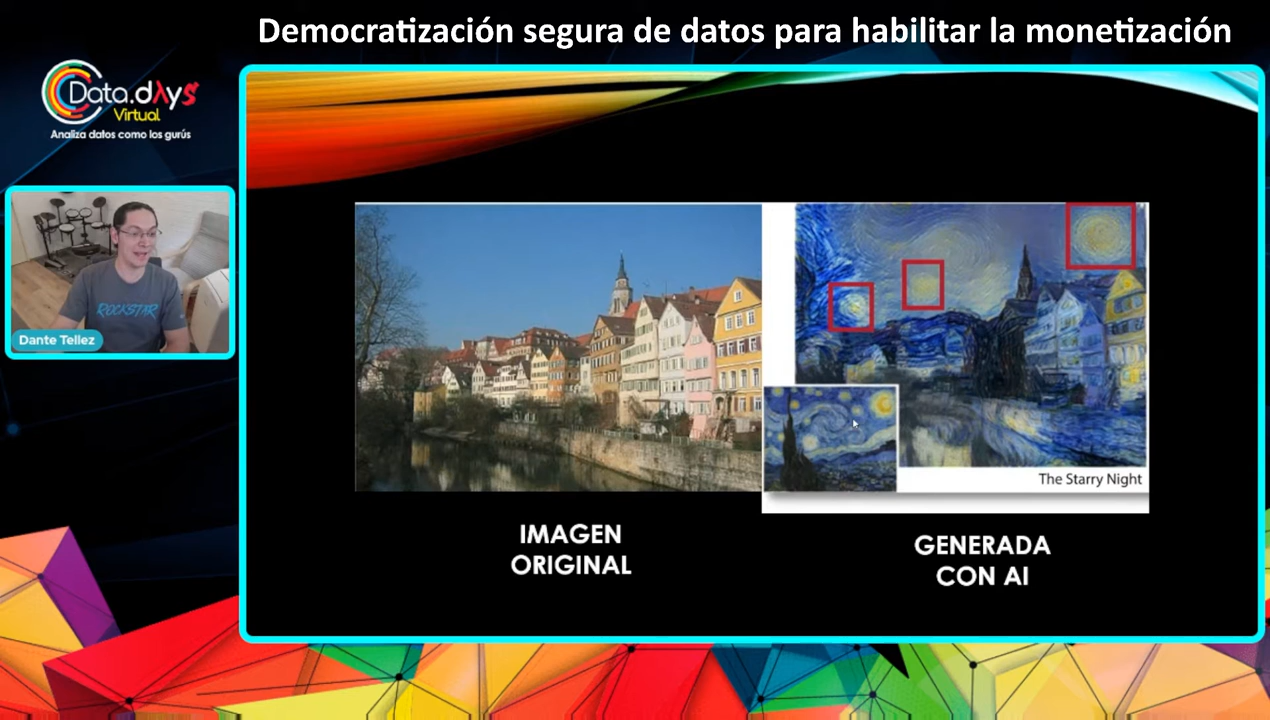 Democratización segura de datos para habilitar la monetización
Data.dλys
Virtual
Analiza datos como los gurús
ROCKSTAR
Dante Tellez
The Starry Night
IMAGEN
ORIGINAL
GENERADA
CON AI